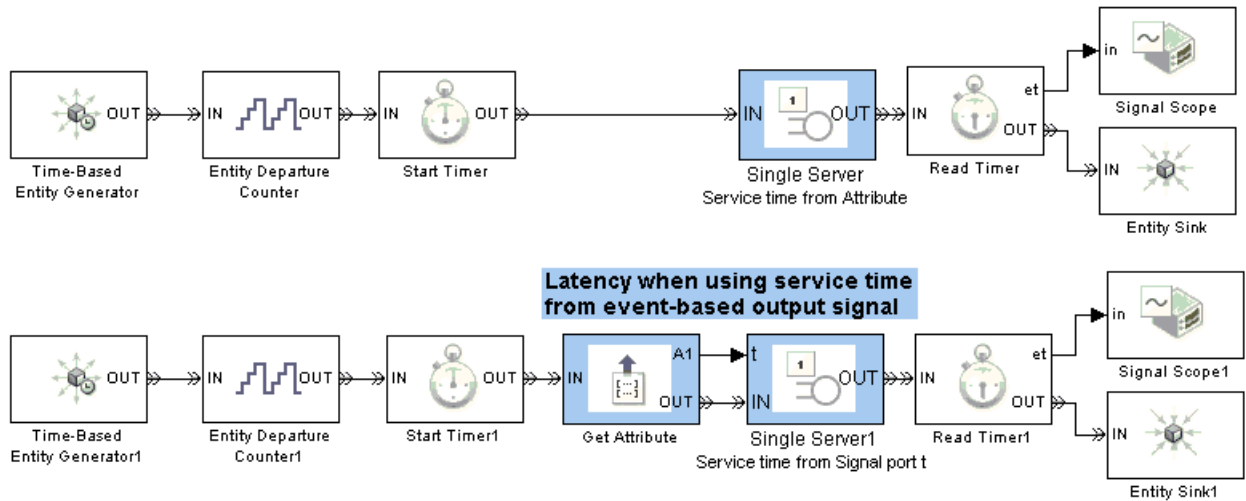 in
et
OUT
IN
OUT
IN
OUT
IN
OUT
IN
OUT
IN
Signal Scope
Time-Based
Entity Generator
Entity Departure
Counter
Start Timer
1
Single Server
Service time from Attribute
Read Timer
IN
Entity Sink
Latency when using service time
from event-based output signal
in
A1
t
et
OUT
IN
OUT
IN
OUT
IN
OUT
IN
OUT
IN
OUT
Signal Scope1
Time-Based
Entity Generator1
Entity Departure
Counter1
Start Timer1
[...]
Get Attribute
1
Single Server1
Service time from Signal port t
Read Timer1
IN
Entity Sink1